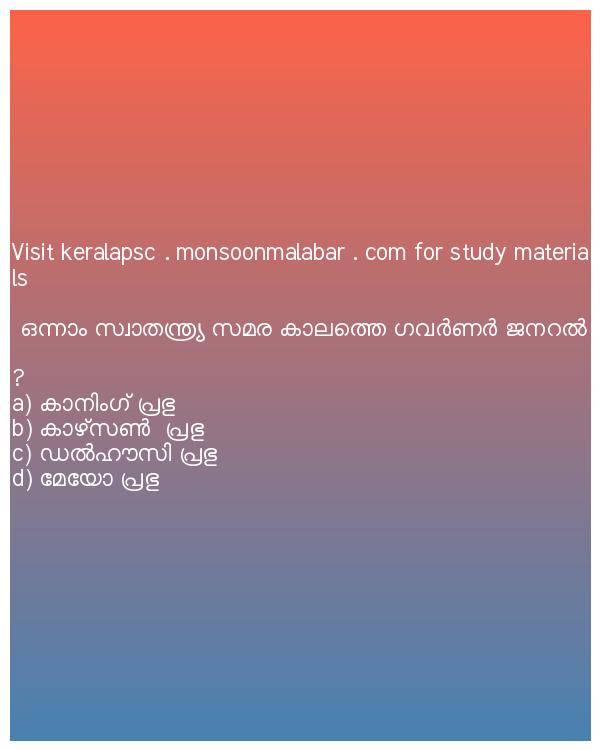 Visit keralapsc . monsoonmalabar . com for study materia
ls
ഒന്നാം സ്വാതന്ത്ര്യ സമര കാലത്തെ ഗവർണർ ജനറൽ
?
a) കാനിംഗ് പ്രഭു
b) കാഴ്സൺ  പ്രഭു
c) ഡൽഹൗസി പ്രഭു
d) മേയോ പ്രഭു